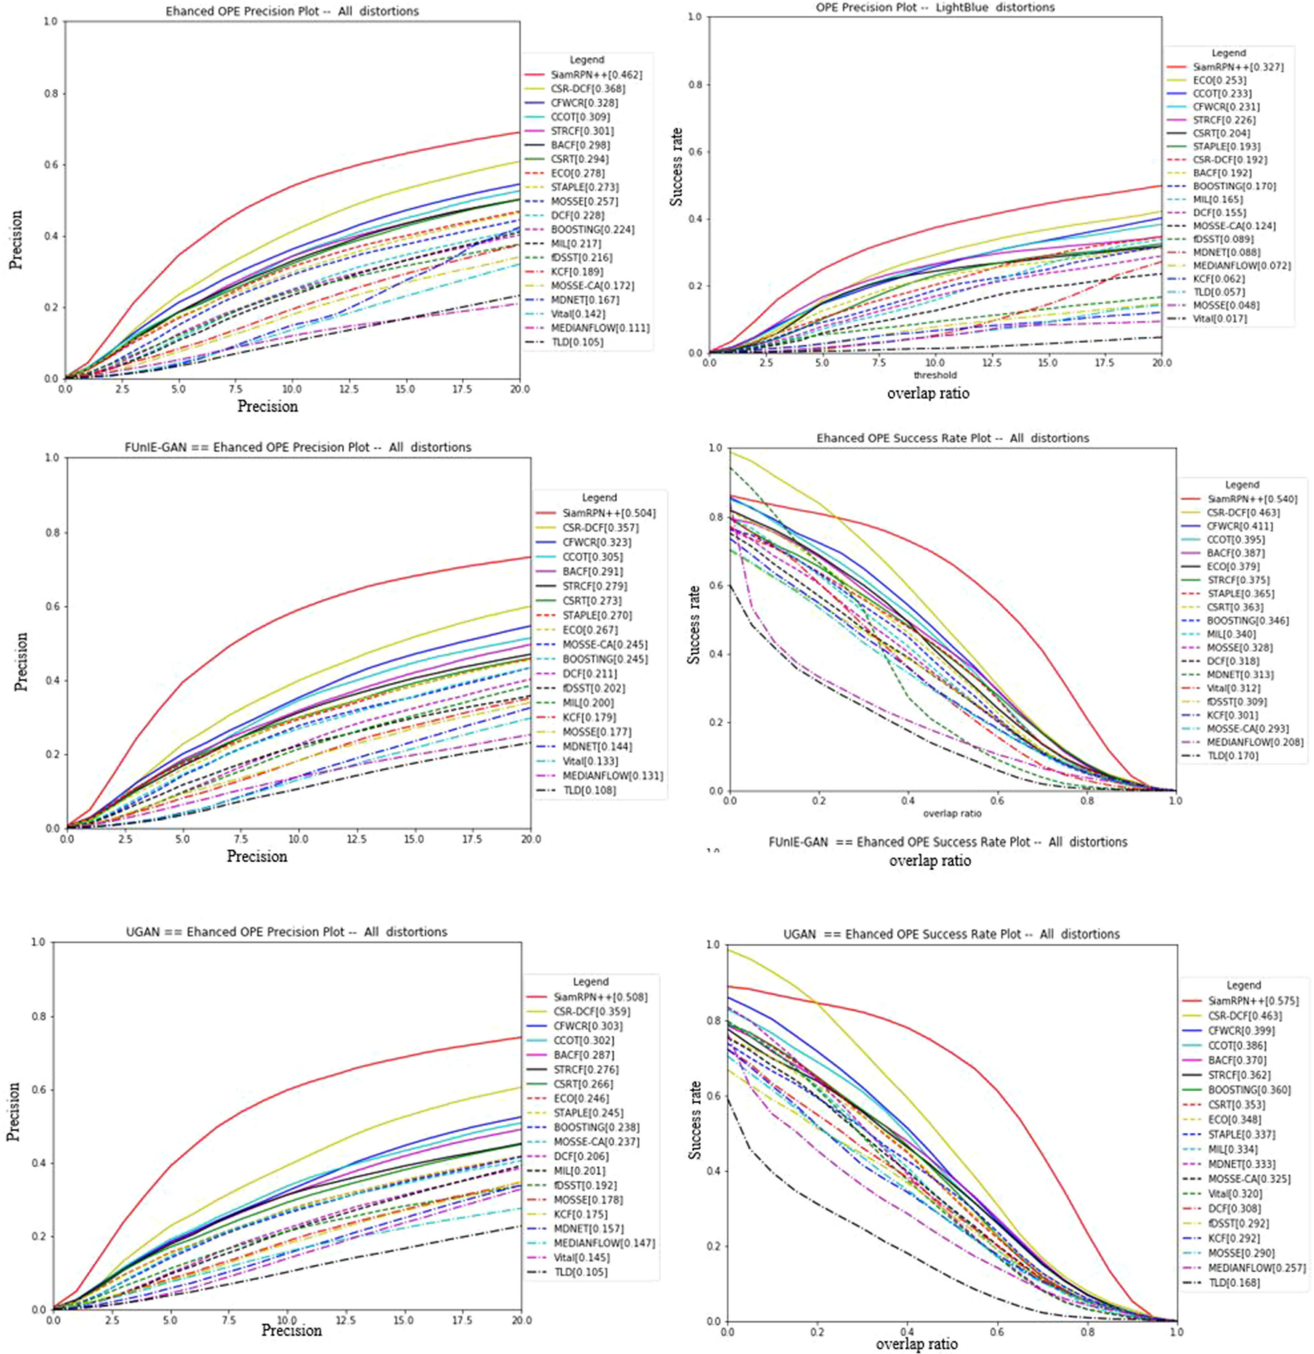 Ehanced OPE Precision Plot -- All distortions
1.0
0.8
0.6
0.4
0.2
0.0
Precision
0.0 2.5 5.0 7.5 10.0 12.5 15.0 17.5 20.0
Precision
Legend
SiamRPN++[0.462]
CSR-DCF[0.368]
CFWCR[0.328]
CCOT[0.309]
STRCF[0.301]
BACF[0.298]
CSRT[0.294]
ECO[0.278]
STAPLE[0.273]
MOSSE[0.257]
DCF[0.228]
BOOSTING[0.224]
MIL[0.217]
fDSST[0.216]
KCF[0.189]
MOSSE-CA[0.172]
MDNET[0.167]
Vital[0.142]
MEDIANFLOW[0.111]
TLD[0.105]
OPE Precision Plot -- LightBlue distortions
1.0
0.8
0.6
0.4
0.2
0.0
Success rate
0.0 2.5 5.0 7.5 10.0 12.5 15.0 17.5 20.0
threshold
overlap ratio
Legend
SiamRPN++[0.327]
ECO[0.253]
CCOT[0.233]
CFWCR[0.231]
STRCF[0.226]
CSRT[0.204]
STAPLE[0.193]
CSR-DCF[0.192]
BACF[0.192]
BOOSTING[0.170]
MIL[0.165]
DCF[0.155]
MOSSE-CA[0.124]
fDSST[0.089]
MDNET[0.088]
MEDIANFLOW[0.072]
KCF[0.062]
TLD[0.057]
MOSSE[0.048]
Vital[0.017]
FUnIE-GAN == Ehanced OPE Precision Plot -- All distortions
1.0
0.8
0.6
0.4
0.2
0.0
Precision
0.0 2.5 5.0 7.5 10.0 12.5 15.0 17.5 20.0
Precision
Legend
SiamRPN++[0.504]
CSR-DCF[0.357]
CFWCR[0.323]
CCOT[0.305]
BACF[0.291]
STRCF[0.279]
CSRT[0.273]
STAPLE[0.270]
ECO[0.267]
MOSSE-CA[0.245]
BOOSTING[0.245]
DCF[0.211]
fDSST[0.202]
MIL[0.200]
KCF[0.179]
MOSSE[0.177]
MDNET[0.144]
Vital[0.133]
MEDIANFLOW[0.131]
TLD[0.108]
Ehanced OPE Success Rate Plot -- All distortions
1.0
0.8
0.6
0.4
0.2
0.0
Success rate
0.0 0.2 0.4 0.6 0.8 1.0
overlap ratio
Legend
SiamRPN++[0.540]
CSR-DCF[0.463]
CFWCR[0.411]
CCOT[0.395]
BACF[0.387]
ECO[0.379]
STRCF[0.375]
STAPLE[0.365]
CSRT[0.363]
BOOSTING[0.346]
MIL[0.340]
MOSSE[0.328]
DCF[0.318]
MDNET[0.313]
Vital[0.312]
fDSST[0.309]
KCF[0.301]
MOSSE-CA[0.293]
MEDIANFLOW[0.208]
TLD[0.170]
FUnIE-GAN == Ehanced OPE Success Rate Plot -- All distortions
overlap ratio
UGAN == Ehanced OPE Precision Plot -- All distortions
1.0
0.8
0.6
0.4
0.2
0.0
Precision
0.0 2.5 5.0 7.5 10.0 12.5 15.0 17.5 20.0
Precision
Legend
SiamRPN++[0.508]
CSR-DCF[0.359]
CFWCR[0.303]
CCOT[0.302]
BACF[0.287]
STRCF[0.276]
CSRT[0.266]
ECO[0.246]
STAPLE[0.245]
BOOSTING[0.238]
MOSSE-CA[0.237]
DCF[0.206]
MIL[0.201]
fDSST[0.192]
MOSSE[0.178]
KCF[0.175]
MDNET[0.157]
MEDIANFLOW[0.147]
Vital[0.145]
TLD[0.105]
UGAN == Ehanced OPE Success Rate Plot -- All distortions
1.0
0.8
0.6
0.4
0.2
0.0
Success rate
0.0 0.2 0.4 0.6 0.8 1.0
overlap ratio
Legend
SiamRPN++[0.575]
CSR-DCF[0.463]
CFWCR[0.399]
CCOT[0.386]
BACF[0.370]
STRCF[0.362]
BOOSTING[0.360]
CSRT[0.353]
ECO[0.348]
STAPLE[0.337]
MIL[0.334]
MDNET[0.333]
MOSSE-CA[0.325]
Vital[0.320]
DCF[0.308]
fDSST[0.292]
KCF[0.292]
MOSSE[0.290]
MEDIANFLOW[0.257]
TLD[0.168]